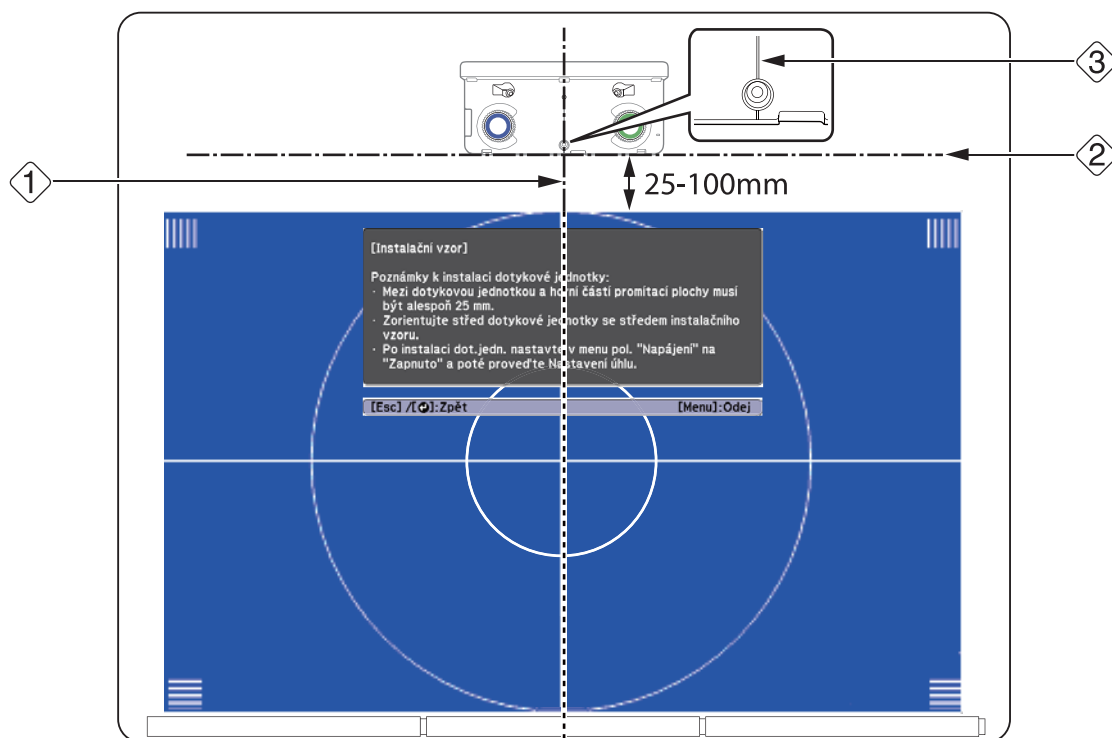 3
2
1
25-100mm
[Instalační vzor]
Poznámky k instalaci dotykové jednotky:
· Mezi dotykovou jednotkou a horní částí promítací plochy musí
být alespoň 25 mm.
· Zorientujte střed dotykové jednotky se středem instalačního
vzoru.
· Po instalaci dot.jedn. nastavte v menu pol. "Napájení" na
"Zapnuto" a poté proveďte Nastavení úhlu.
[Esc] /[ ]:Zpět [Menu]:Odej